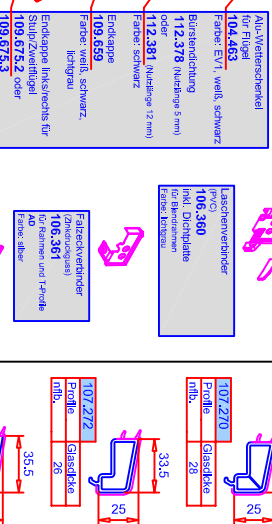 Alu-Wetterschenkel
für Flügel
104.463
Farbe: EV1, weiß, schwarz
Bürstendichtung
112.378 (Nutzlänge 5 mm)
oder
112.381 (Nutzlänge 12 mm)
Farbe: schwarz
Endkappe
109.659
Farbe: weiß, schwarz,
lichtgrau
Endkappe links/rechts für
Stulp/Zweitflügel
109.675.2 oder
109.675.3
Laschenverbinder
(PVC)
106.360
inkl. Dichtplatte
für Blendrahmen
Farbe: lichtgrau
Falzeckverbinder
(Zinkdruckguss)
106.361
für Rahmen und T-Profile
AD
Farbe: silber
107.270
Profile Glasdicke
nflb. 28
33.5
25
107.272
Profile Glasdicke
nflb. 26
35.5
25